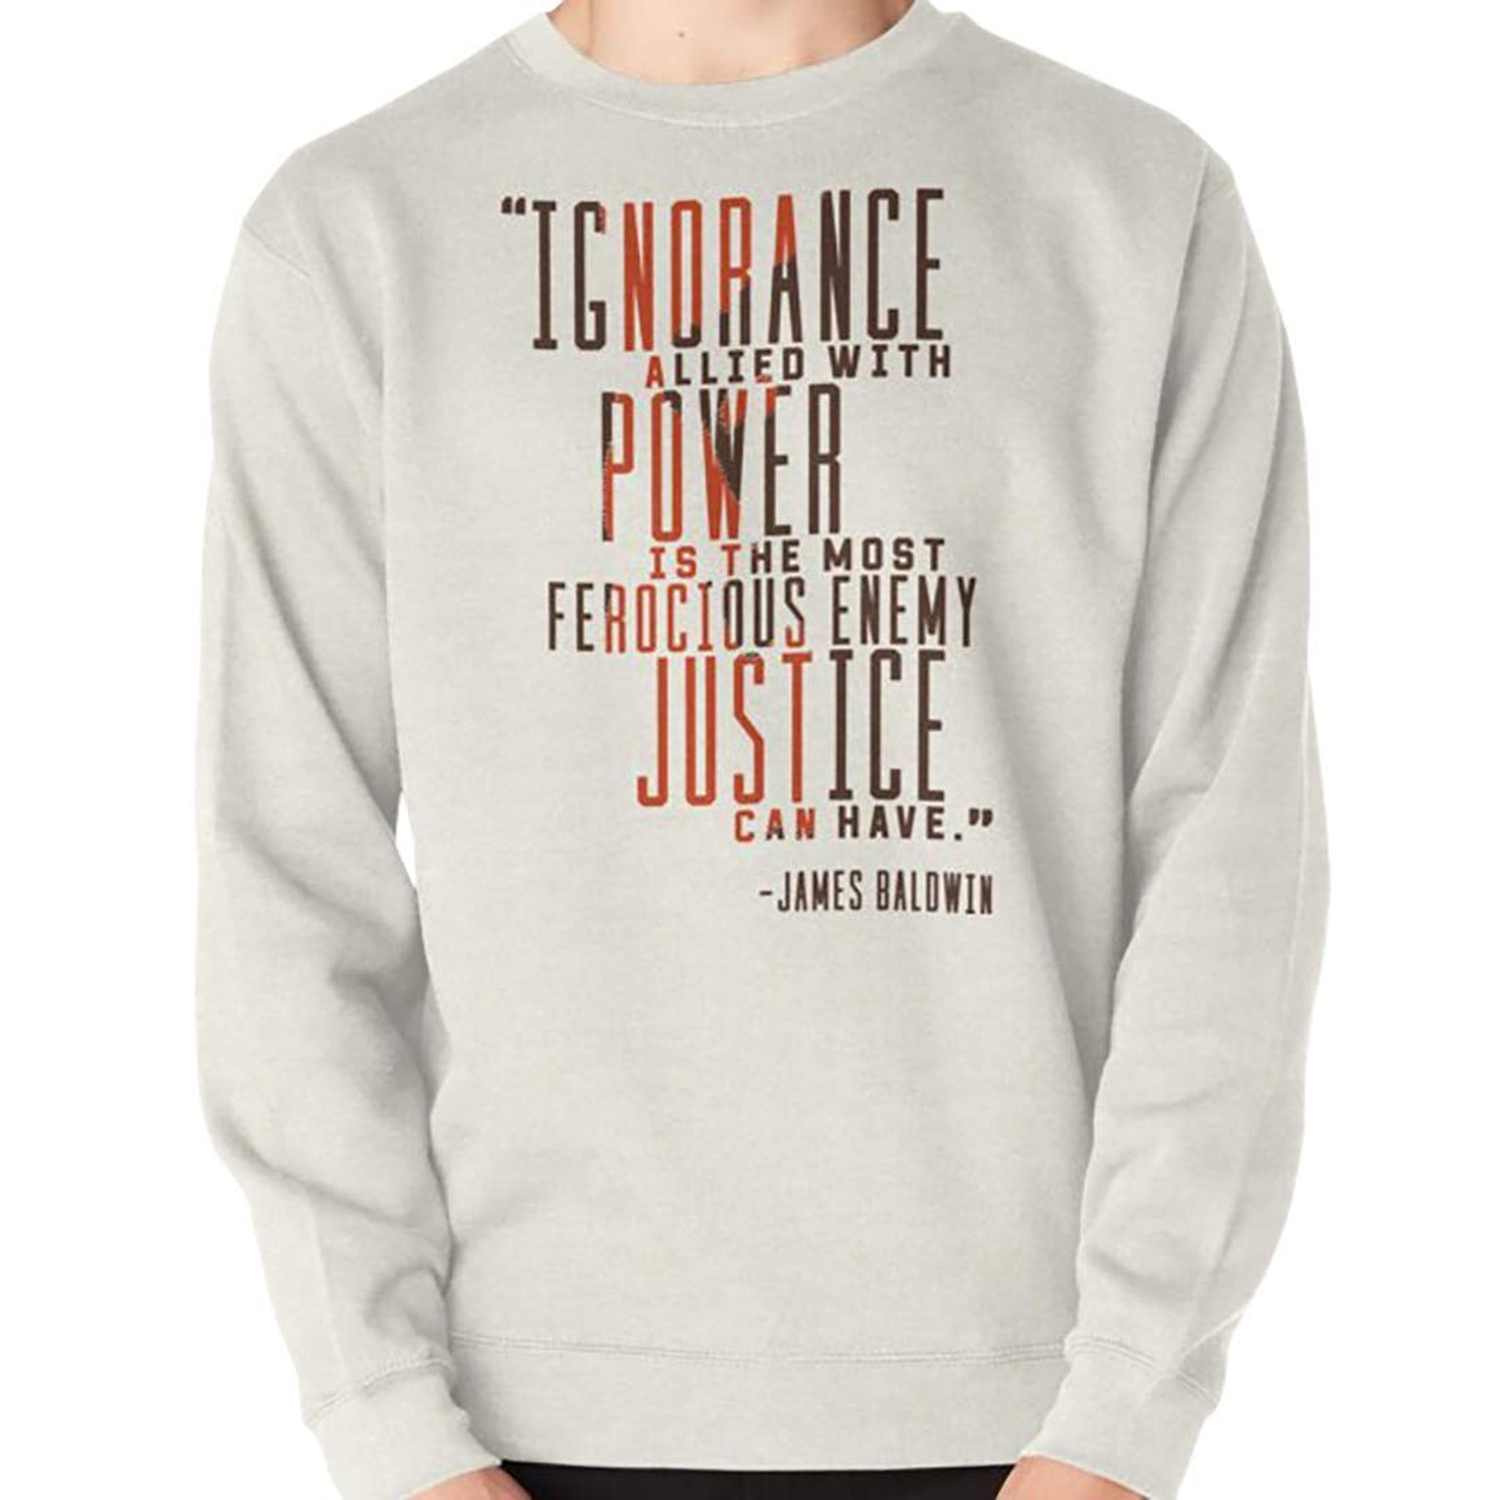 “IGNORANCE
ALLIED WITH
POWER
IS THE MOST
FEROCIOUS ENEMY
JUSTICE
CAN HAVE.”
-JAMES BALDWIN